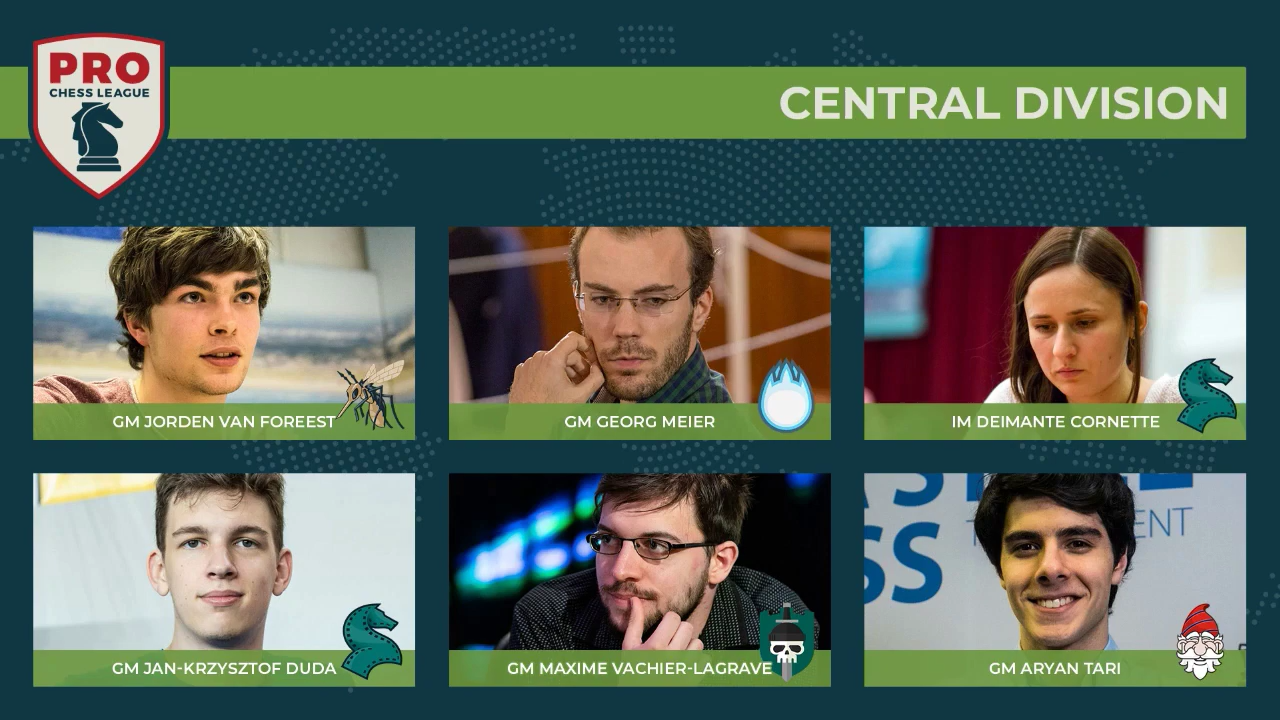 PRO
CHESS LEAGUE
CENTRAL DIVISION
GM JORDEN VAN FOREEST
GM GEORG MEIER
IM DEIMANTE CORNETTE
GM JAN-KRZYSZTOF DUDA
GM MAXIME VACHIER-LAGRAVE
GM ARYAN TARI